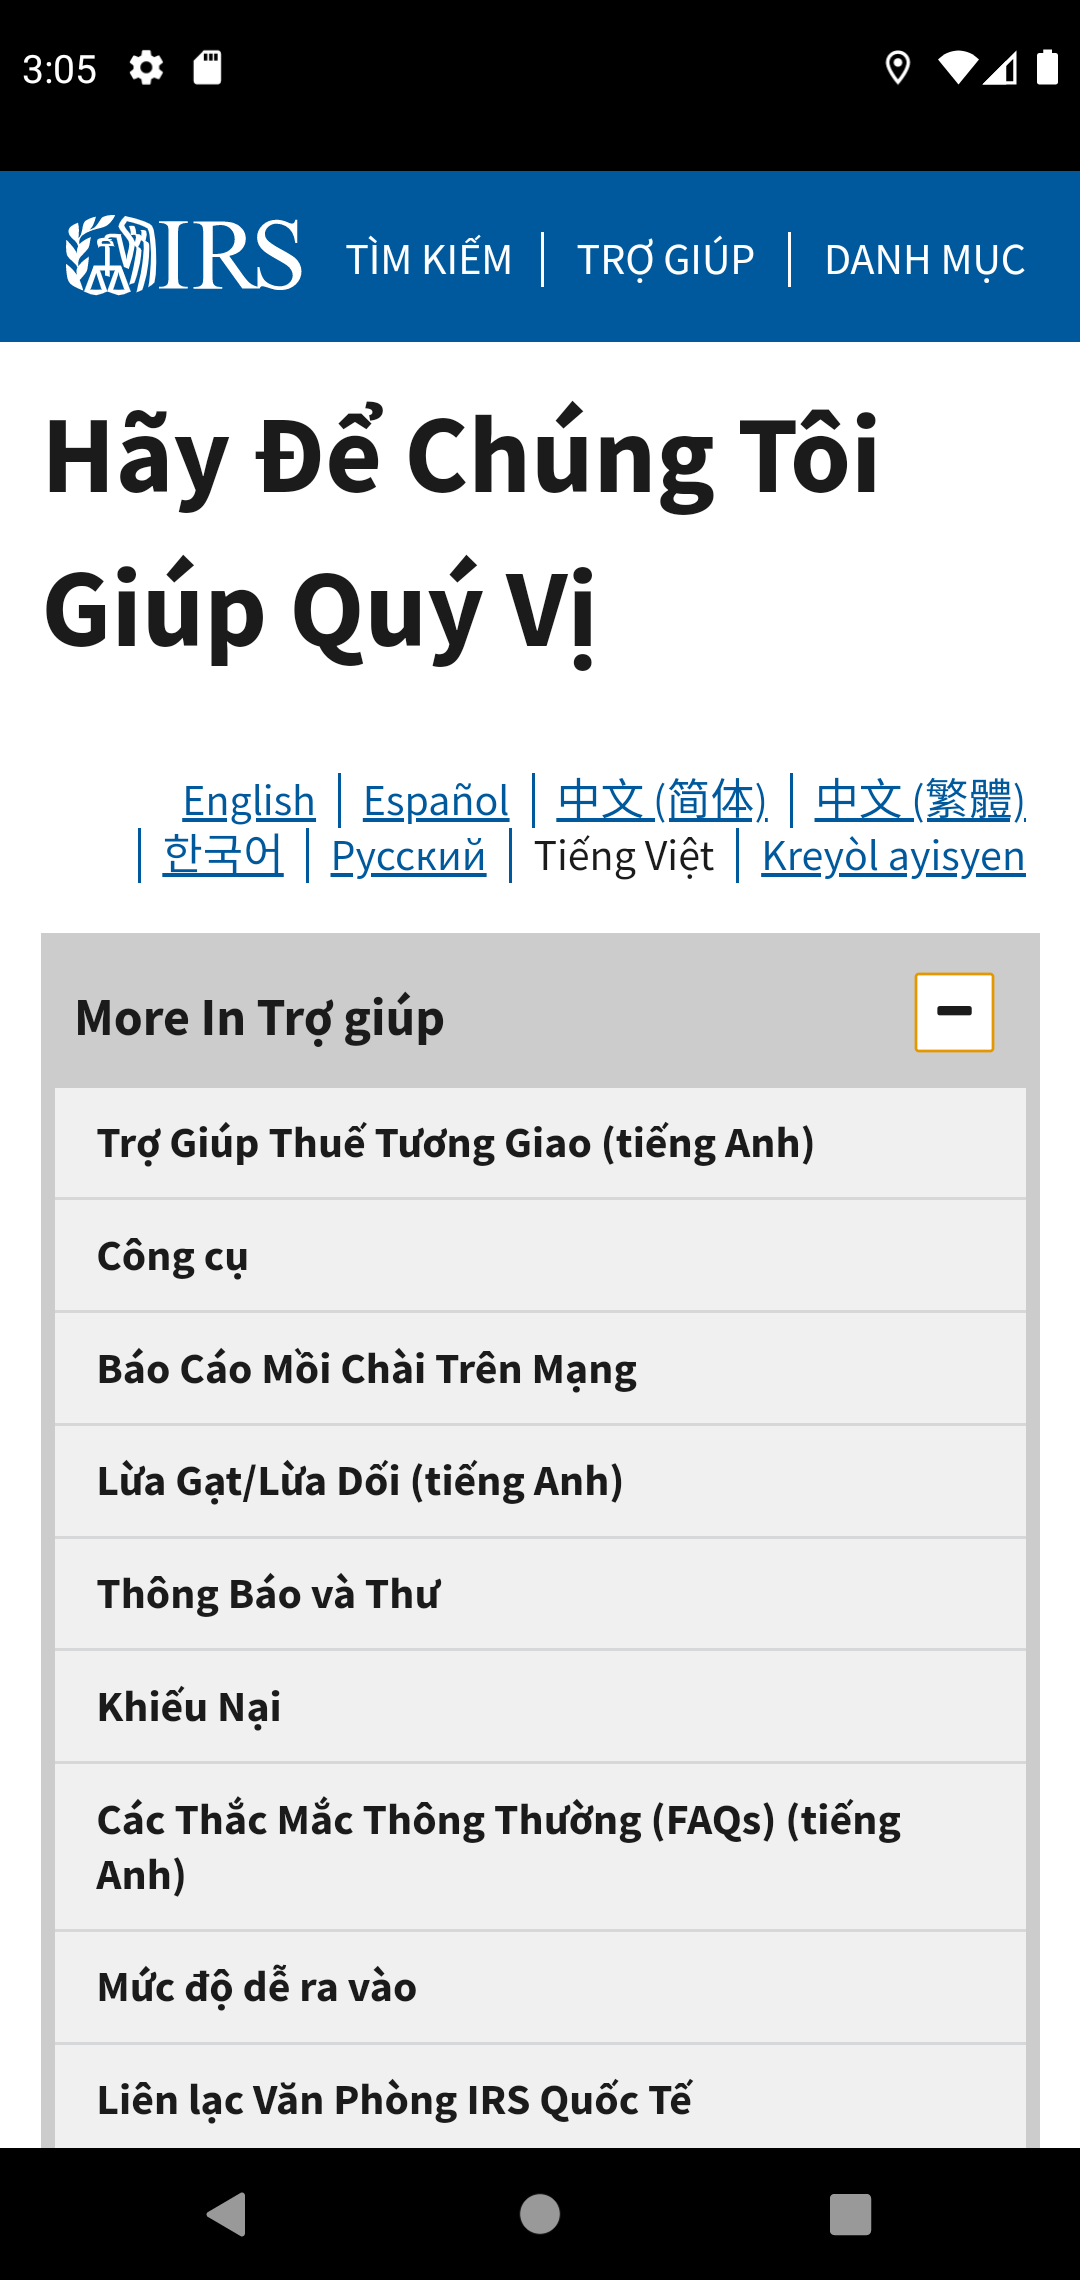 3:05
IRS TÌM KIẾM TRỢ GIÚP DANH MỤC
Hãy Để Chúng Tôi
Giúp Quý Vị
English Español 中文 (简体) 中文 (繁體)
한국어 Русский Tiếng Việt Kreyòl ayisyen
More In Trợ giúp
Trợ Giúp Thuế Tương Giao (tiếng Anh)
Công cụ
Báo Cáo Mồi Chài Trên Mạng
Lừa Gạt/Lừa Dối (tiếng Anh)
Thông Báo và Thư
Khiếu Nại
Các Thắc Mắc Thông Thường (FAQs) (tiếng
Anh)
Mức độ dễ ra vào
Liên lạc Văn Phòng IRS Quốc Tế